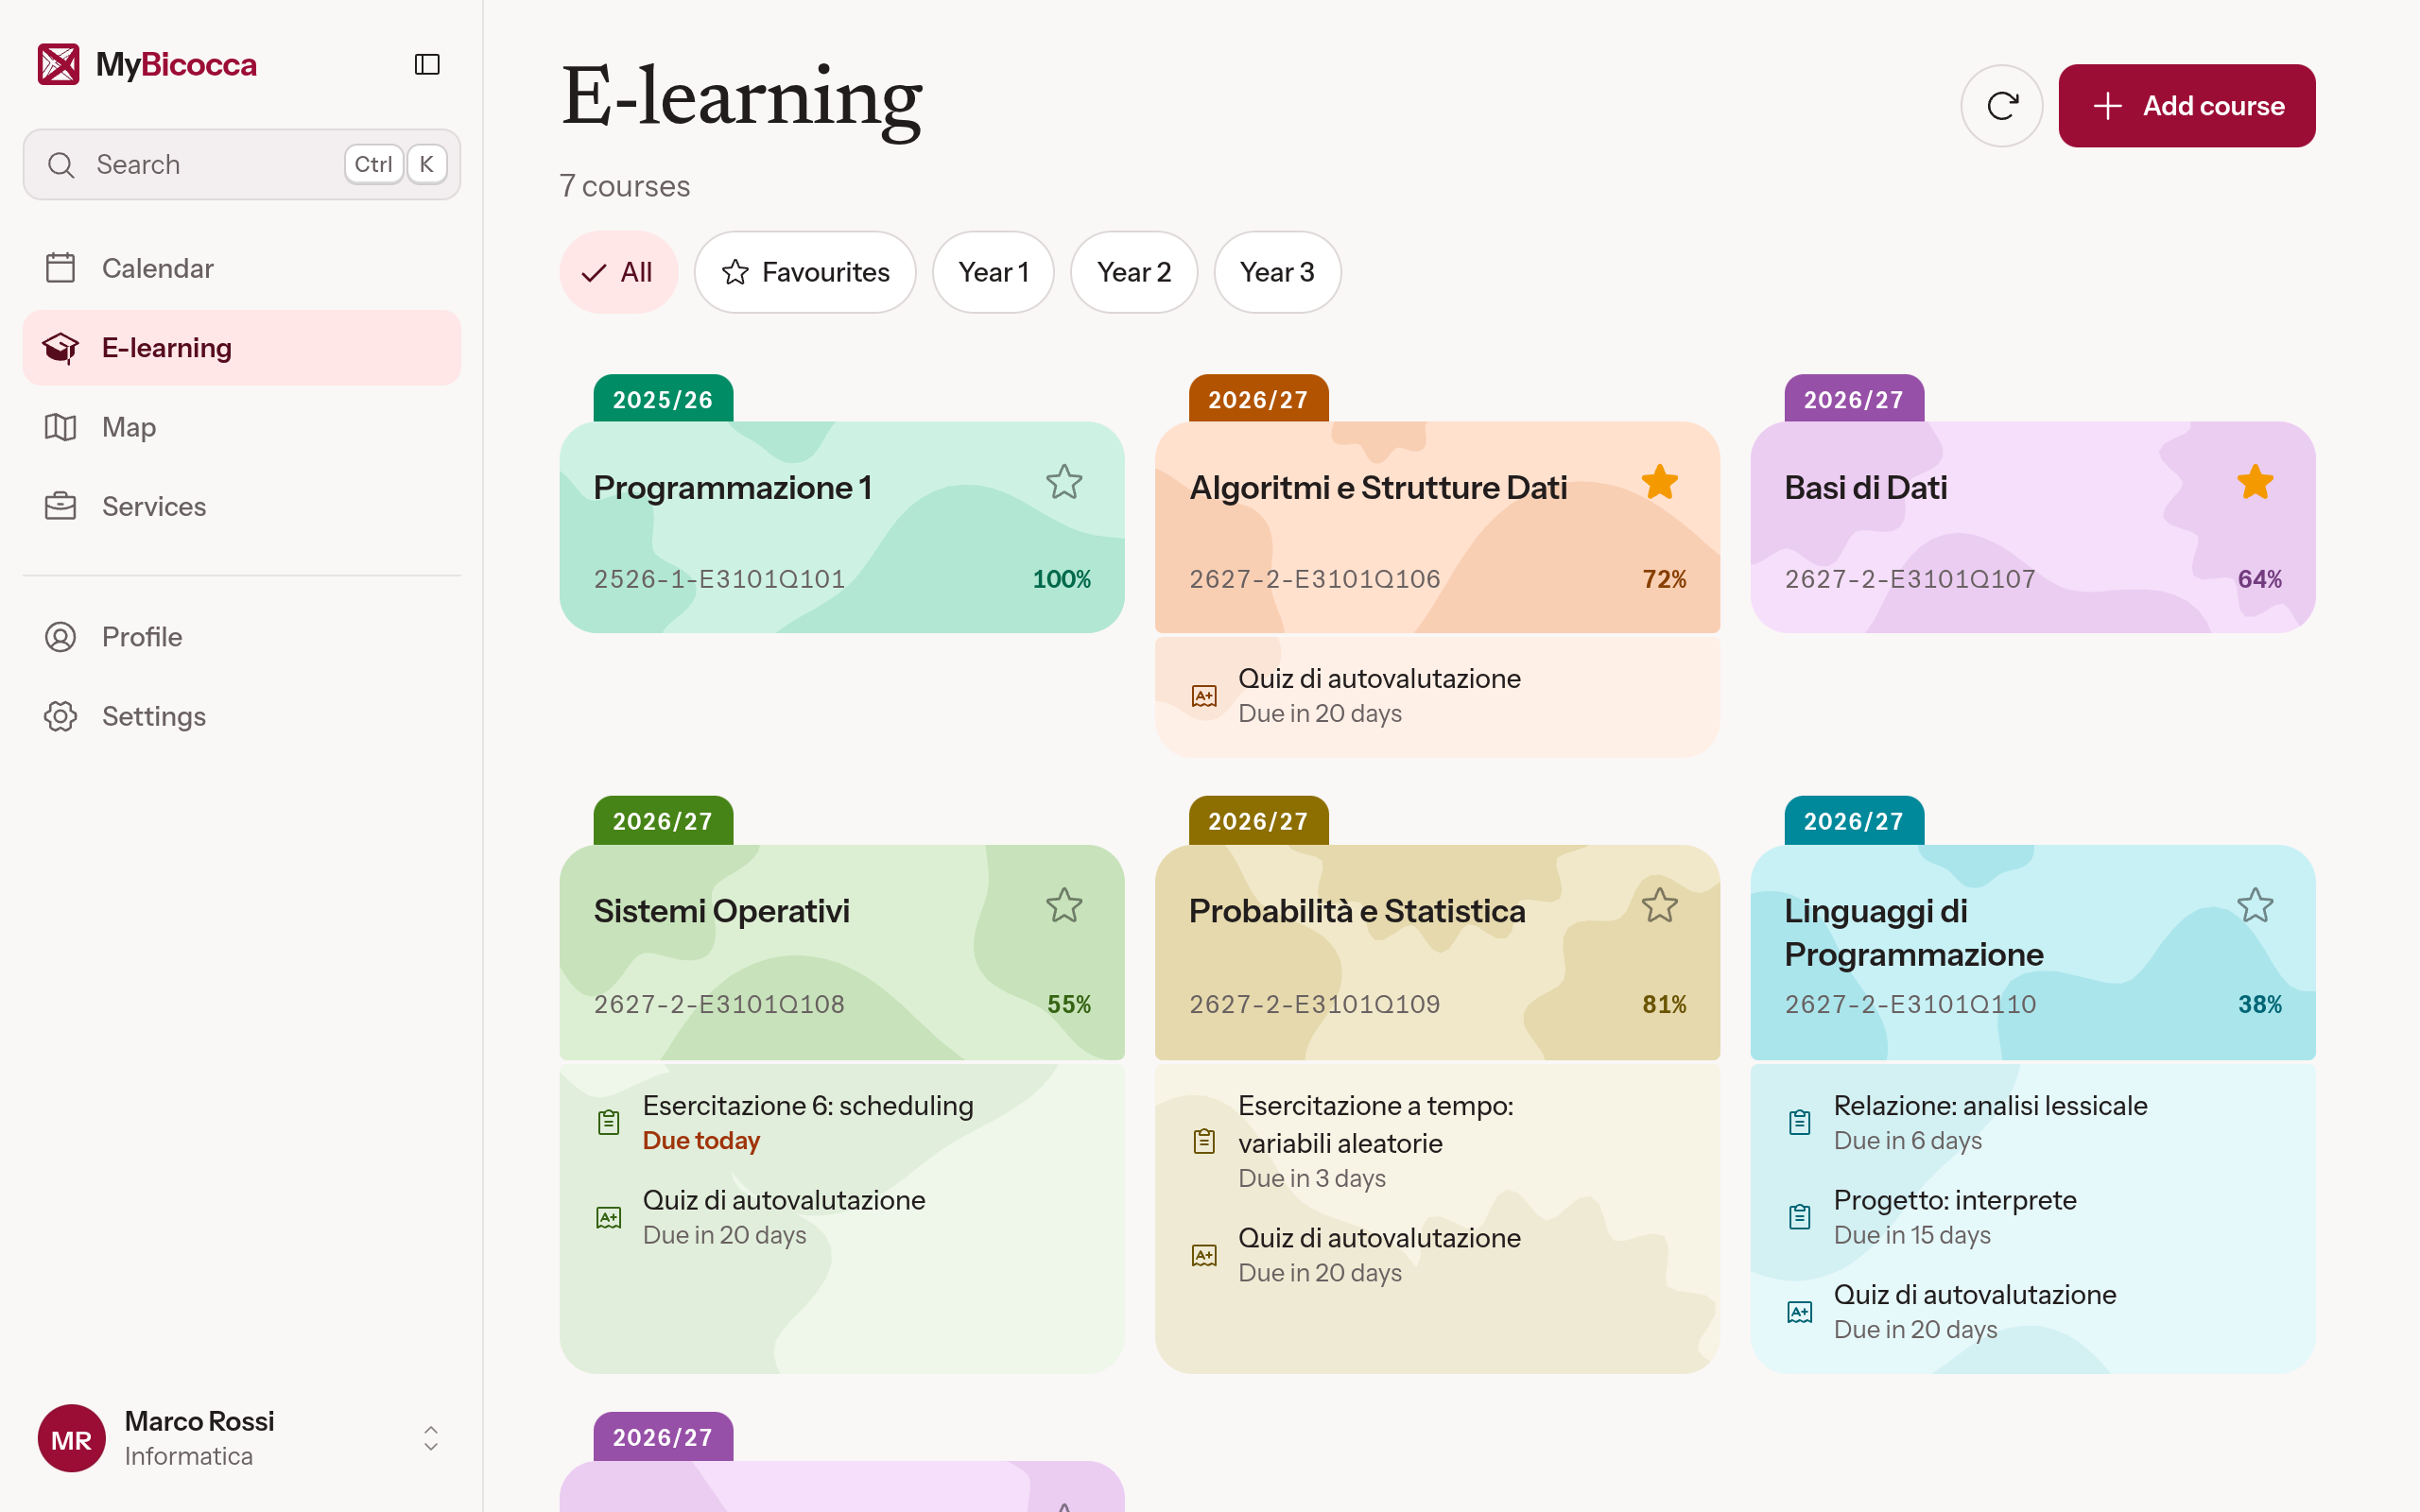 MyBicocca
Search Ctrl K
Calendar
E-learning
Map
Services
Profile
Settings
MR
Marco Rossi
Informatica
E-learning
Add course
7 courses
All
Favourites
Year 1
Year 2
Year 3
2025/26
Programmazione 1
2526-1-E3101Q101
100%
2026/27
Algoritmi e Strutture Dati
2627-2-E3101Q106
72%
Quiz di autovalutazione
Due in 20 days
2026/27
Basi di Dati
2627-2-E3101Q107
64%
2026/27
Sistemi Operativi
2627-2-E3101Q108
55%
Esercitazione 6: scheduling
Due today
Quiz di autovalutazione
Due in 20 days
2026/27
Probabilità e Statistica
2627-2-E3101Q109
81%
Esercitazione a tempo:
variabili aleatorie
Due in 3 days
Quiz di autovalutazione
Due in 20 days
2026/27
Linguaggi di
Programmazione
2627-2-E3101Q110
38%
Relazione: analisi lessicale
Due in 6 days
Progetto: interprete
Due in 15 days
Quiz di autovalutazione
Due in 20 days
2026/27